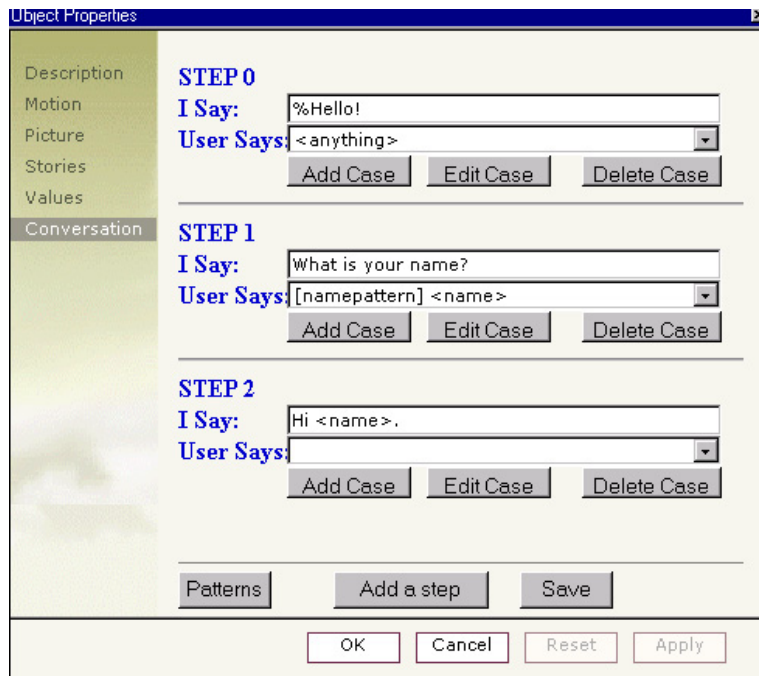 Object Properties
Description
Motion
Picture
Stories
Values
Conversation
STEP 0
I Say: %Hello!
User Says: <anything>
Add Case Edit Case Delete Case
STEP 1
I Say: What is your name?
User Says: [namepattern] <name>
Add Case Edit Case Delete Case
STEP 2
I Say: Hi <name>.
User Says:
Add Case Edit Case Delete Case
Patterns Add a step Save
OK Cancel Reset Apply